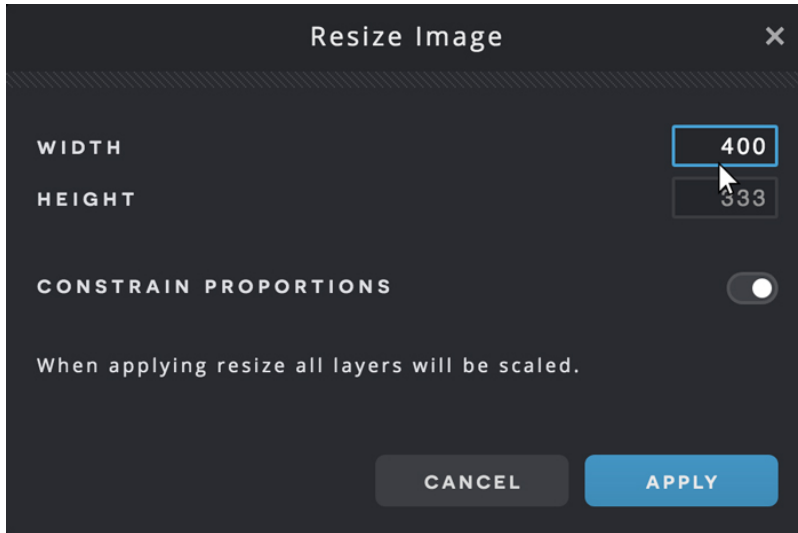 Resize Image
WIDTH 400
HEIGHT 333
CONSTRAIN PROPORTIONS
When applying resize all layers will be scaled.
CANCEL APPLY